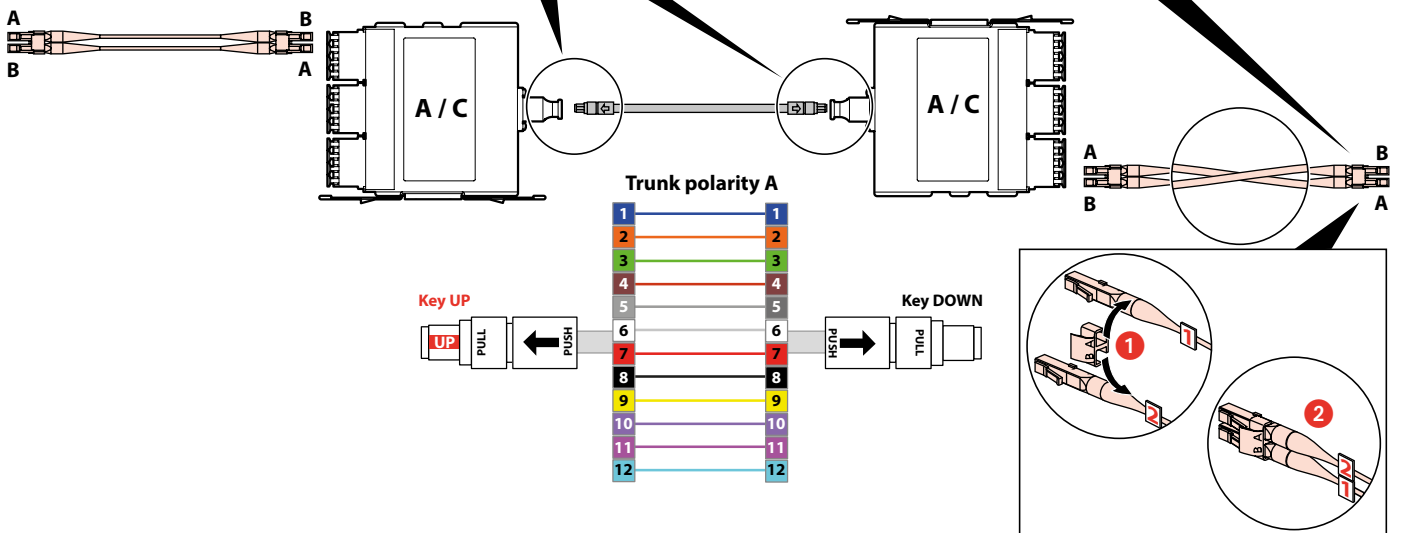 A B
B A
A / C
A / C
A B
B A
Trunk polarity A
1 1
2 2
3 3
4 4
5 5
6 6
7 7
8 8
9 9
10 10
11 11
12 12
Key UP
UP PULL PUSH
Key DOWN
PUSH PULL
1
A
B
1
2
2
A
B
2
1